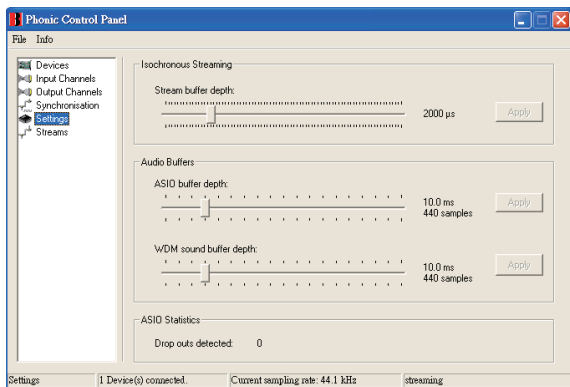 Phonic Control Panel
File Info
Devices
Input Channels
Output Channels
Synchronisation
Settings
Streams
Isochronous Streaming
Stream buffer depth:
2000 µs
Apply
Audio Buffers
ASIO buffer depth:
10.0 ms
440 samples
Apply
WDM sound buffer depth:
10.0 ms
440 samples
Apply
ASIO Statistics
Drop outs detected: 0
Settings 1 Device(s) connected. Current sampling rate: 44.1 kHz streaming